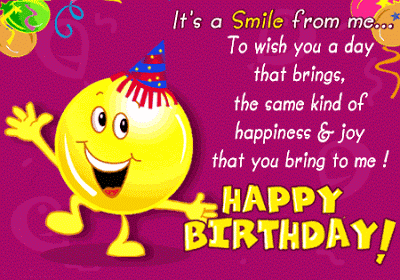 It's a Smile from me...
To wish you a day
that brings,
the same kind of
happiness & joy
that you bring to me !
HAPPY
BIRTHDAY!